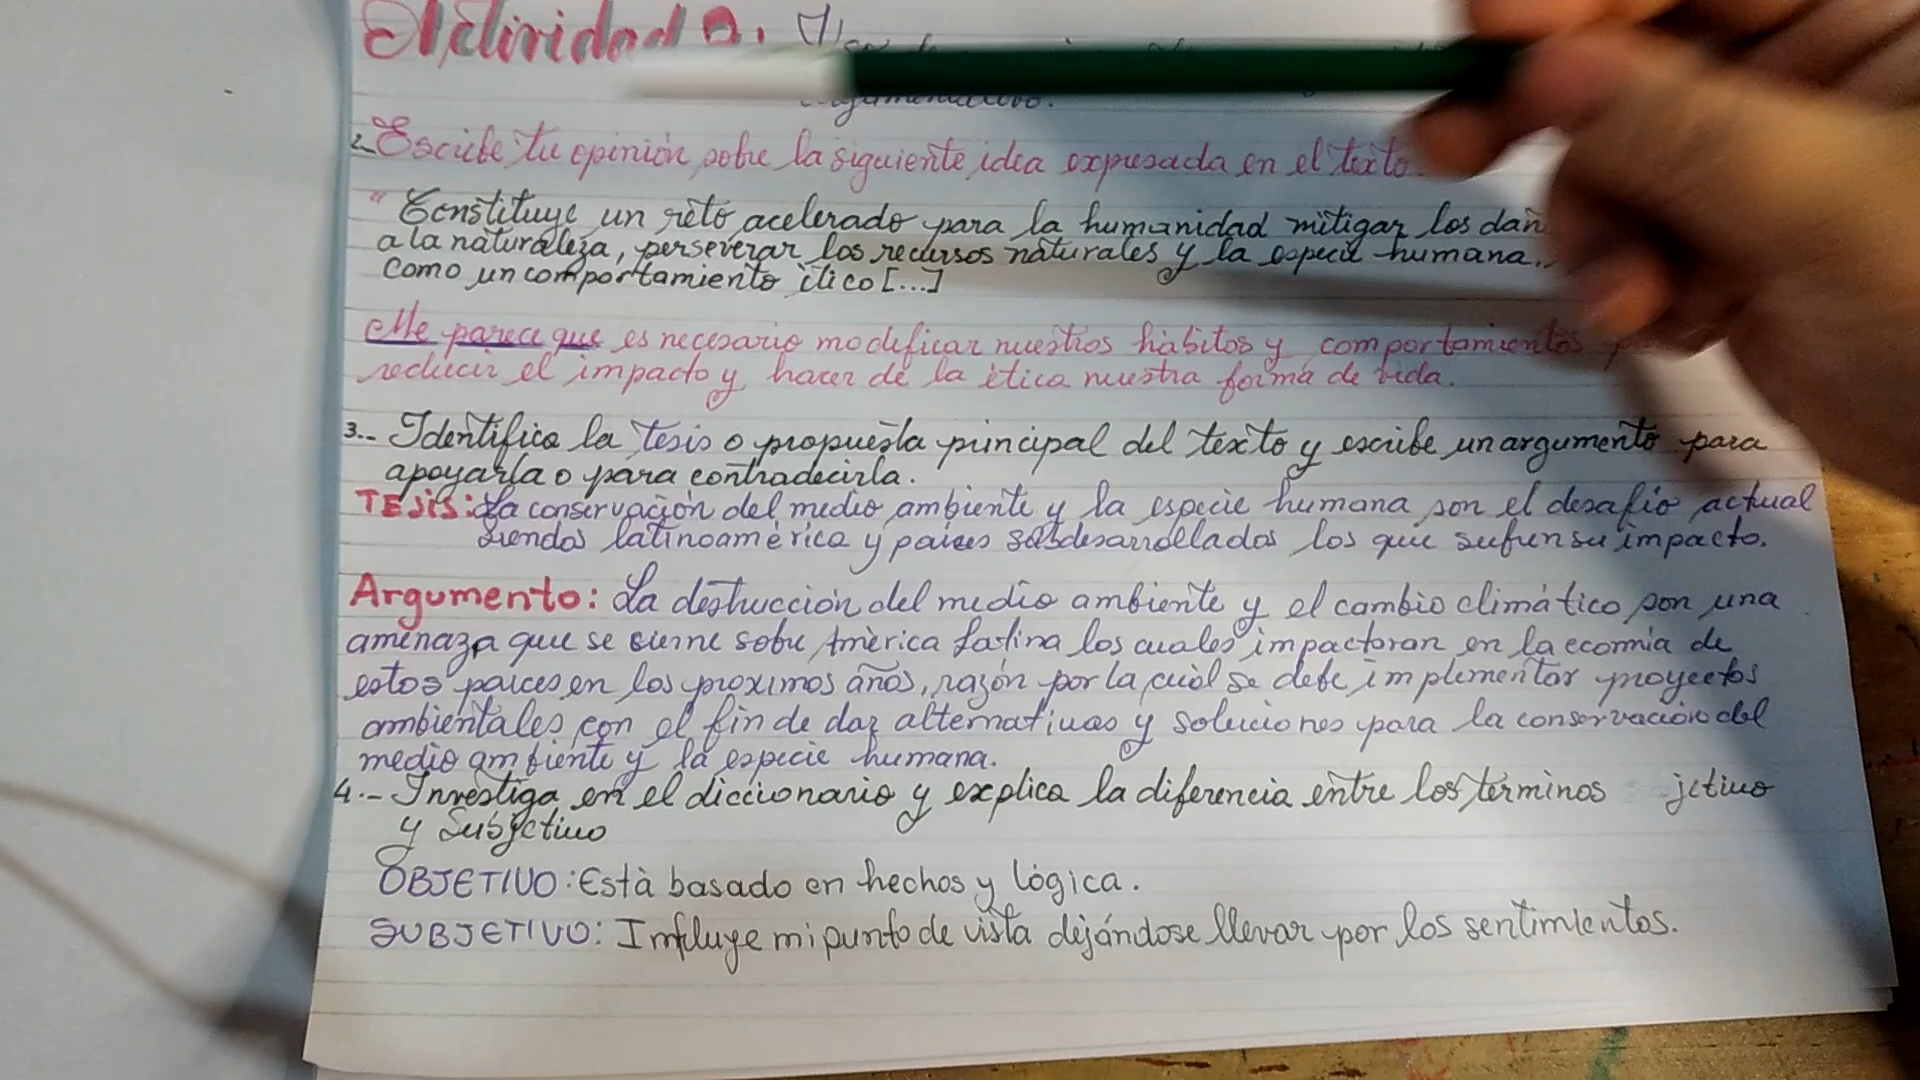 Actividad 2.
argumentativo.
2.- Escribe tu opinión sobre la siguiente idea expresada en el texto.
"Constituye un reto acelerado para la humanidad mitigar los
a la naturaleza, perseverar los recursos naturales y la especie humana,
como un comportamiento ético [...]
Me parece que es necesario modificar nuestros hábitos y comportamientos
reducir el impacto y hacer de la ética nuestra forma de vida.
3.- Identifica la tesis o propuesta principal del texto y escribe un argumento para
apoyarla o para contradecirla.
TESIS: La conservación del medio ambiente y la especie humana son el desafío actual
siendos latinoamérica y países subdesarrollados los que sufren su impacto.
Argumento: La destrucción del medio ambiente y el cambio climático son una
amenaza que se cierne sobre América Latina los cuales impactaran en la ecomia de
estos países en los proximos años, razón por la cuál se debe implementar proyectos
ambientales con el fin de dar alternativas y soluciones para la conservación del
medio ambiente y la especie humana.
4.- Investiga en el diccionario y explica la diferencia entre los términos jetivo
y Subjetivo
OBJETIVO: Está basado en hechos y lógica.
SUBJETIVO: Influye mi punto de vista dejándose llevar por los sentimientos.